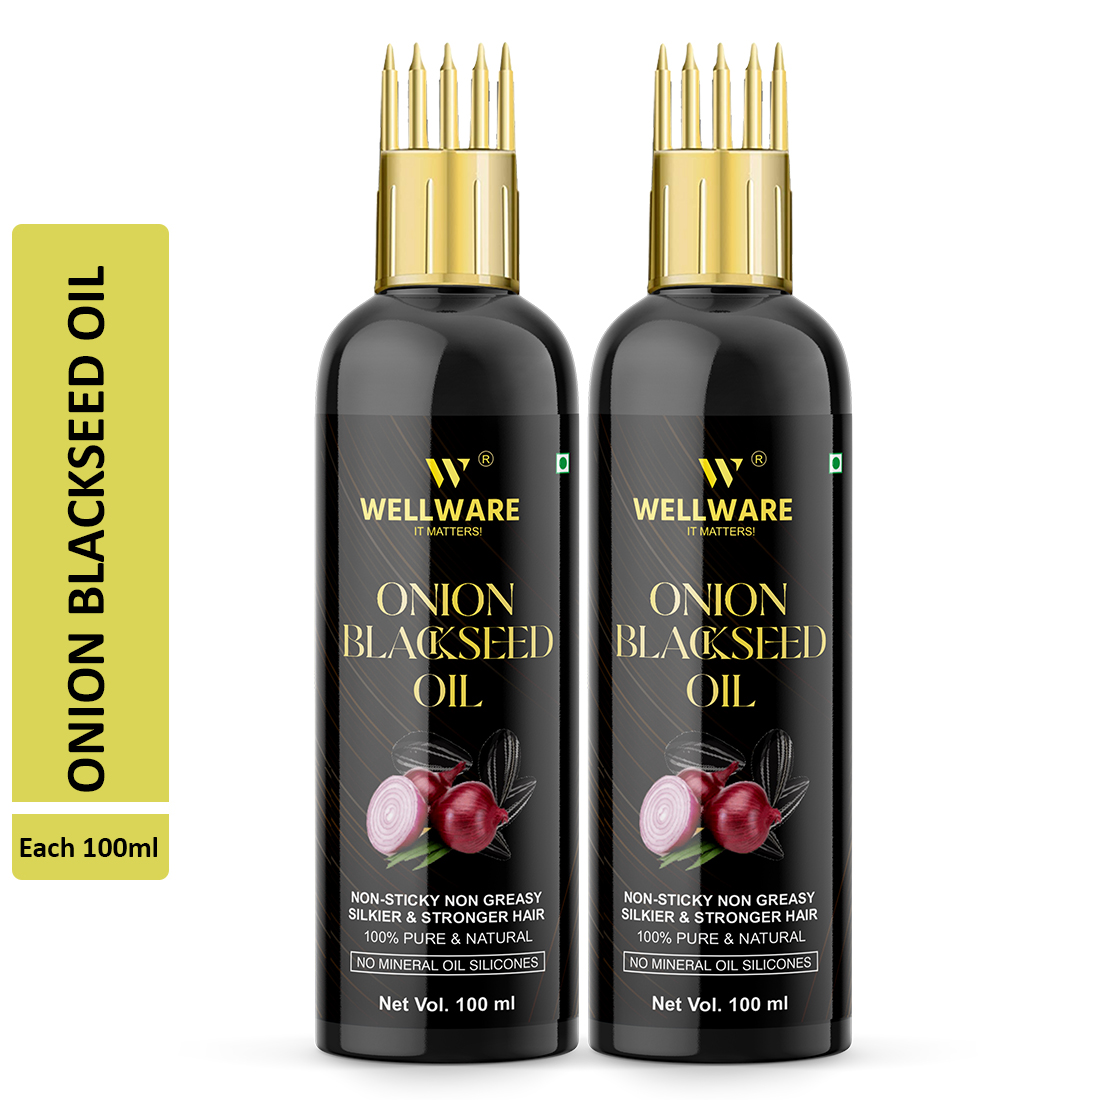 ONION BLACKSEED OIL
Each 100ml
W ®
WELLWARE
IT MATTERS!
ONION
BLACKSEED
OIL
NON-STICKY NON GREASY
SILKIER & STRONGER HAIR
100% PURE & NATURAL
NO MINERAL OIL SILICONES
Net Vol. 100 ml
W ®
WELLWARE
IT MATTERS!
ONION
BLACKSEED
OIL
NON-STICKY NON GREASY
SILKIER & STRONGER HAIR
100% PURE & NATURAL
NO MINERAL OIL SILICONES
Net Vol. 100 ml